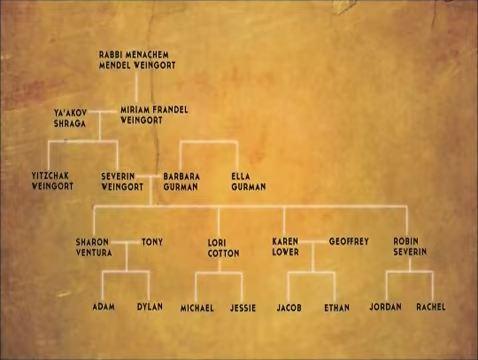 RABBI MENACHEM
MENDEL WEINGORT
YA'AKOV
SHRAGA
MIRIAM FRANDEL
WEINGORT
YITZCHAK
WEINGORT
SEVERIN
WEINGORT
BARBARA
GURMAN
ELLA
GURMAN
SHARON
VENTURA
TONY
LORI
COTTON
KAREN
LOWER
GEOFFREY
ROBIN
SEVERIN
ADAM
DYLAN
MICHAEL
JESSIE
JACOB
ETHAN
JORDAN
RACHEL